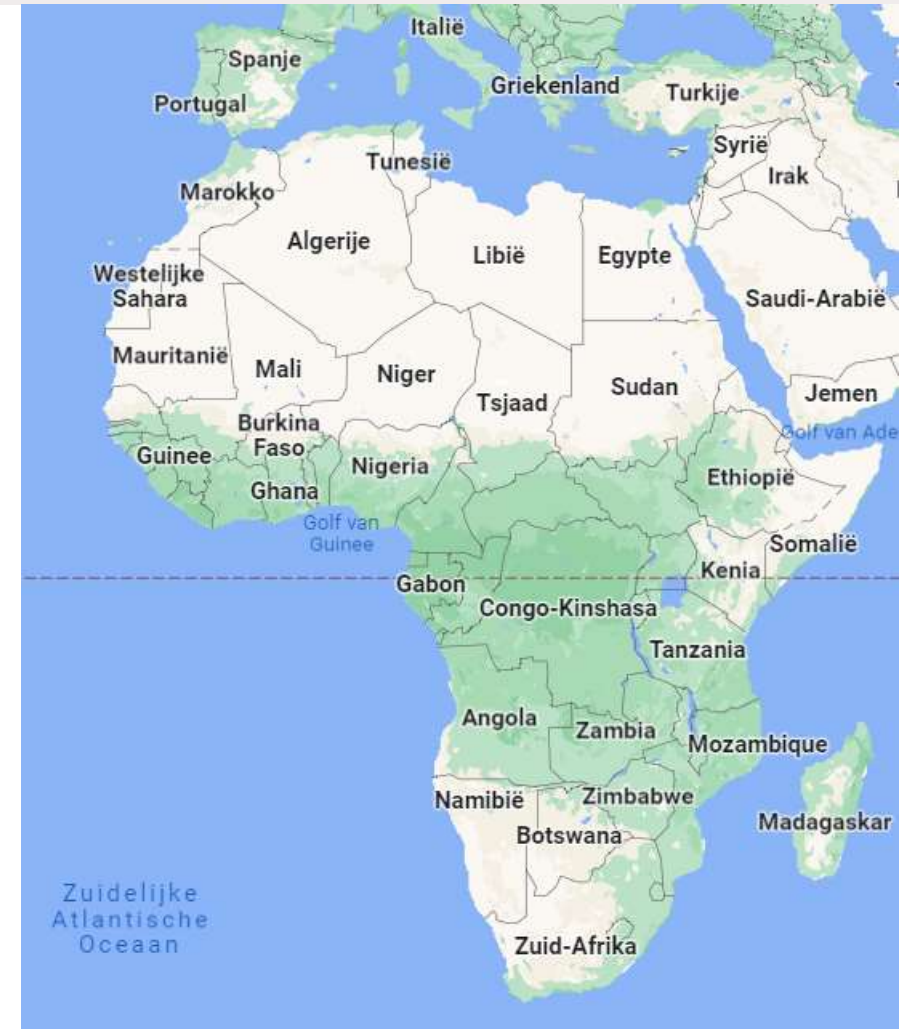 Italië
Spanje
Griekenland
Turkije
Portugal
Syrië
Tunesië
Irak
Marokko
Algerije
Libië
Egypte
Westelijke
Sahara
Saudi-Arabië
Mauritanië
Mali
Niger
Tsjaad
Sudan
Jemen
Golf van Ade
Burkina
Faso
Guinee
Nigeria
Ethiopië
Ghana
Golf van
Guinee
Somalië
Kenia
Gabon
Congo-Kinshasa
Tanzania
Angola
Zambia
Mozambique
Namibië
Zimbabwe
Botswana
Madagaskar
Zuidelijke
Atlantische
Oceaan
Zuid-Afrika